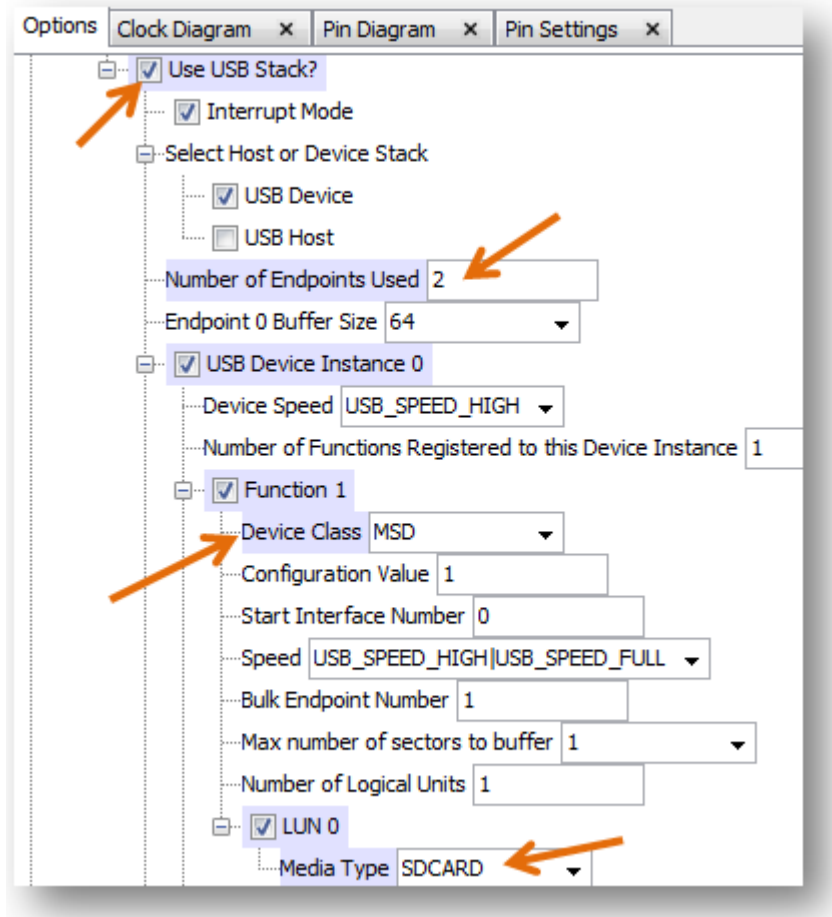 Options Clock Diagram × Pin Diagram × Pin Settings ×
Use USB Stack?
Interrupt Mode
Select Host or Device Stack
USB Device
USB Host
Number of Endpoints Used 2
Endpoint 0 Buffer Size 64
USB Device Instance 0
Device Speed USB_SPEED_HIGH
Number of Functions Registered to this Device Instance 1
Function 1
Device Class MSD
Configuration Value 1
Start Interface Number 0
Speed USB_SPEED_HIGH|USB_SPEED_FULL
Bulk Endpoint Number 1
Max number of sectors to buffer 1
Number of Logical Units 1
LUN 0
Media Type SDCARD